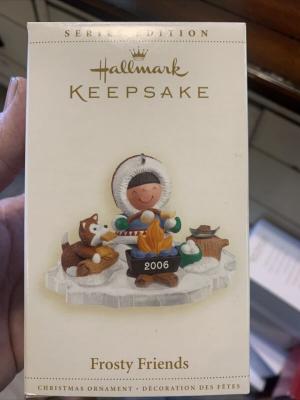 SERIES EDITION
Hallmark
KEEPSAKE
2006
Frosty Friends
CHRISTMAS ORNAMENT • DÉCORATION DES FÊTES